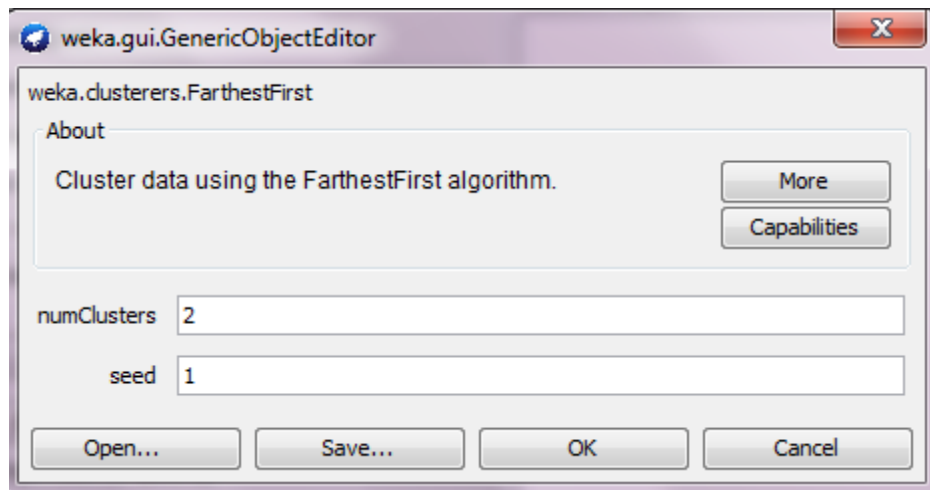 weka.gui.GenericObjectEditor
weka.clusterers.FarthestFirst
About
Cluster data using the FarthestFirst algorithm.
More
Capabilities
numClusters 2
seed 1
Open... Save... OK Cancel